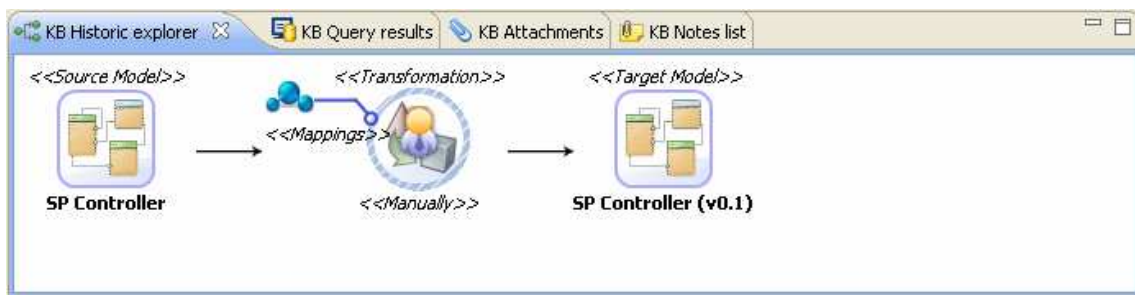 KB Historic explorer KB Query results KB Attachments KB Notes list
<<Source Model>> <<Transformation>> <<Target Model>>
<<Mappings>>
SP Controller <<Manually>> SP Controller (v0.1)